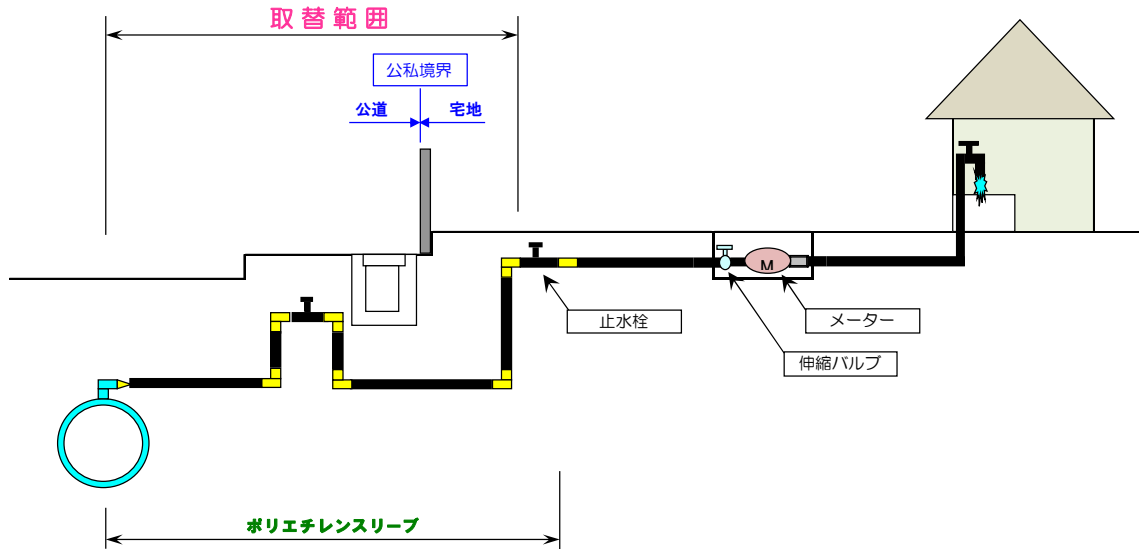 取替範囲
公私境界
公道 宅地
M
止水栓
メーター
伸縮バルブ
ポリエチレンスリーブ